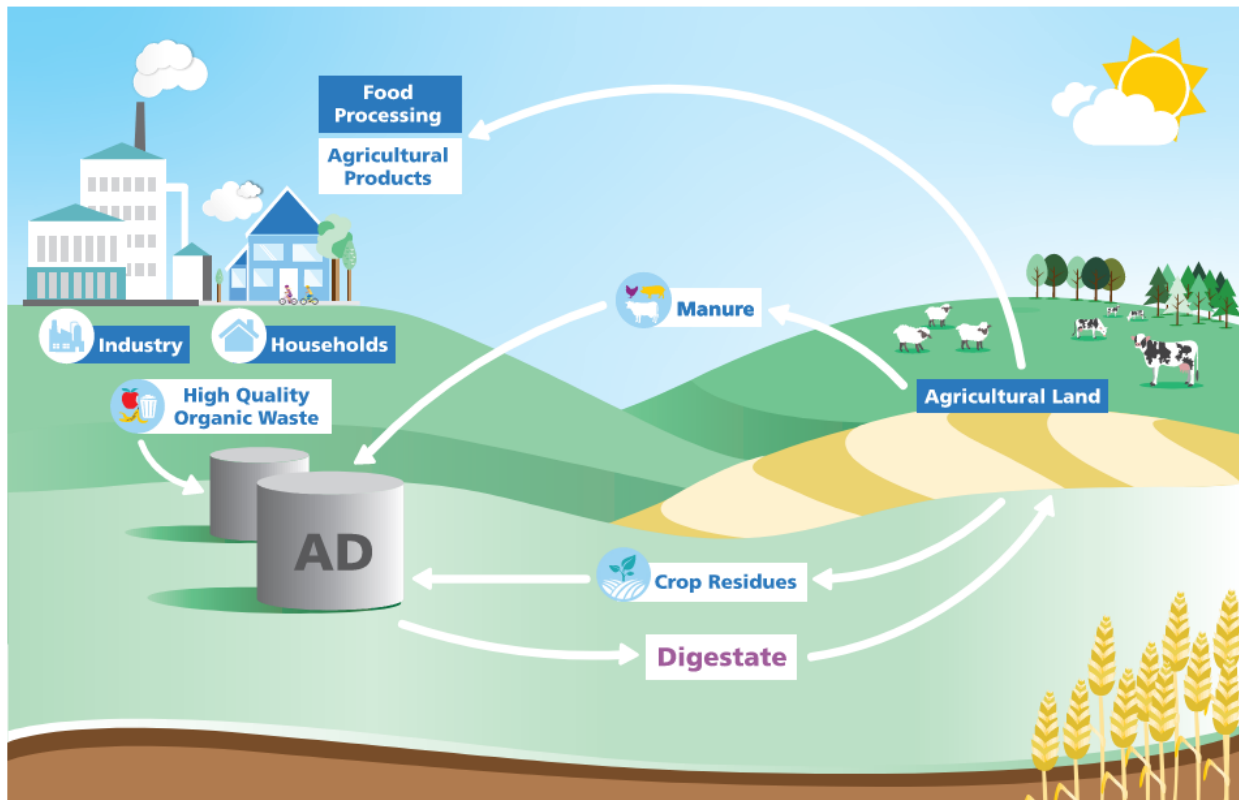 Food
Processing
Agricultural
Products
Manure
Industry
Households
High Quality
Organic Waste
Agricultural Land
AD
Crop Residues
Digestate